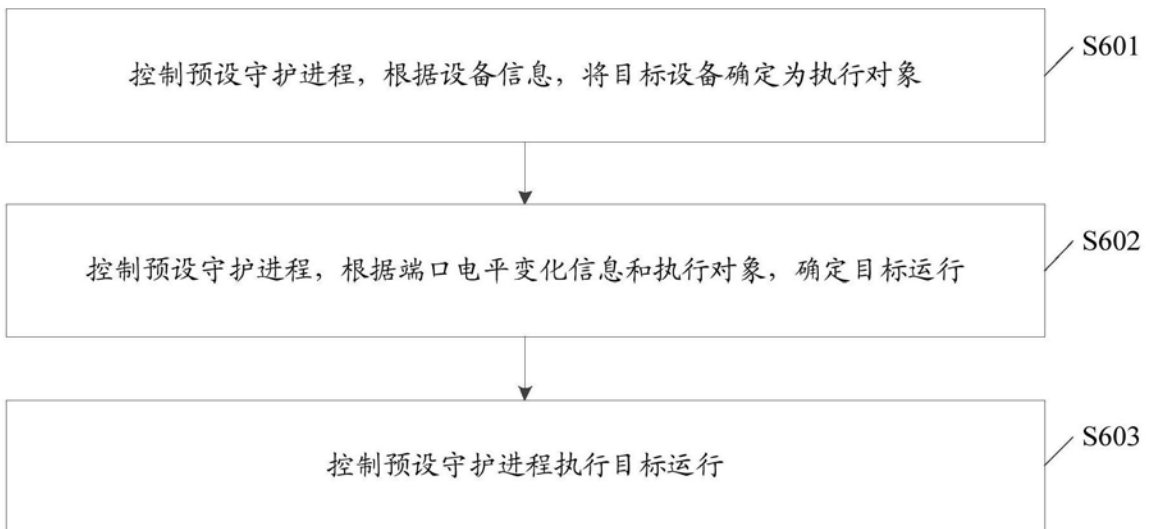 控制预设守护进程，根据设备信息，将目标设备确定为执行对象
S601
控制预设守护进程，根据端口电平变化信息和执行对象，确定目标运行
S602
控制预设守护进程执行目标运行
S603